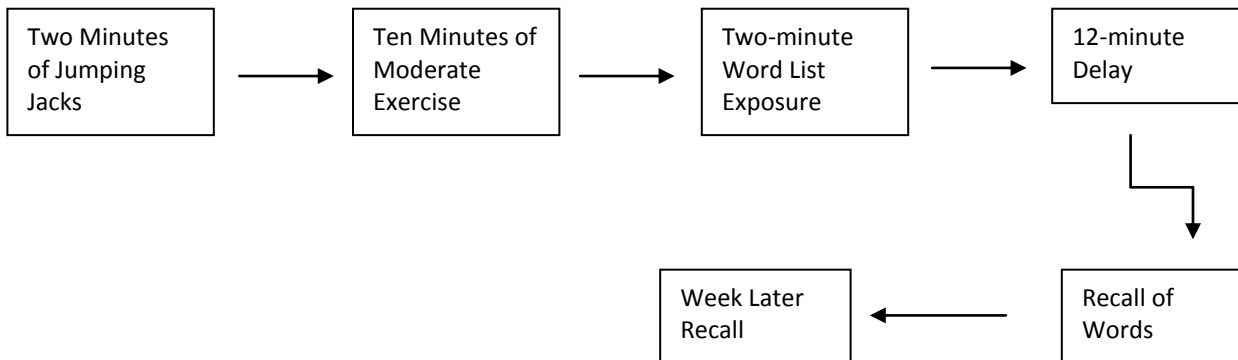 Two Minutes
of Jumping
Jacks
Ten Minutes of
Moderate
Exercise
Two-minute
Word List
Exposure
12-minute
Delay
Recall of
Words
Week Later
Recall